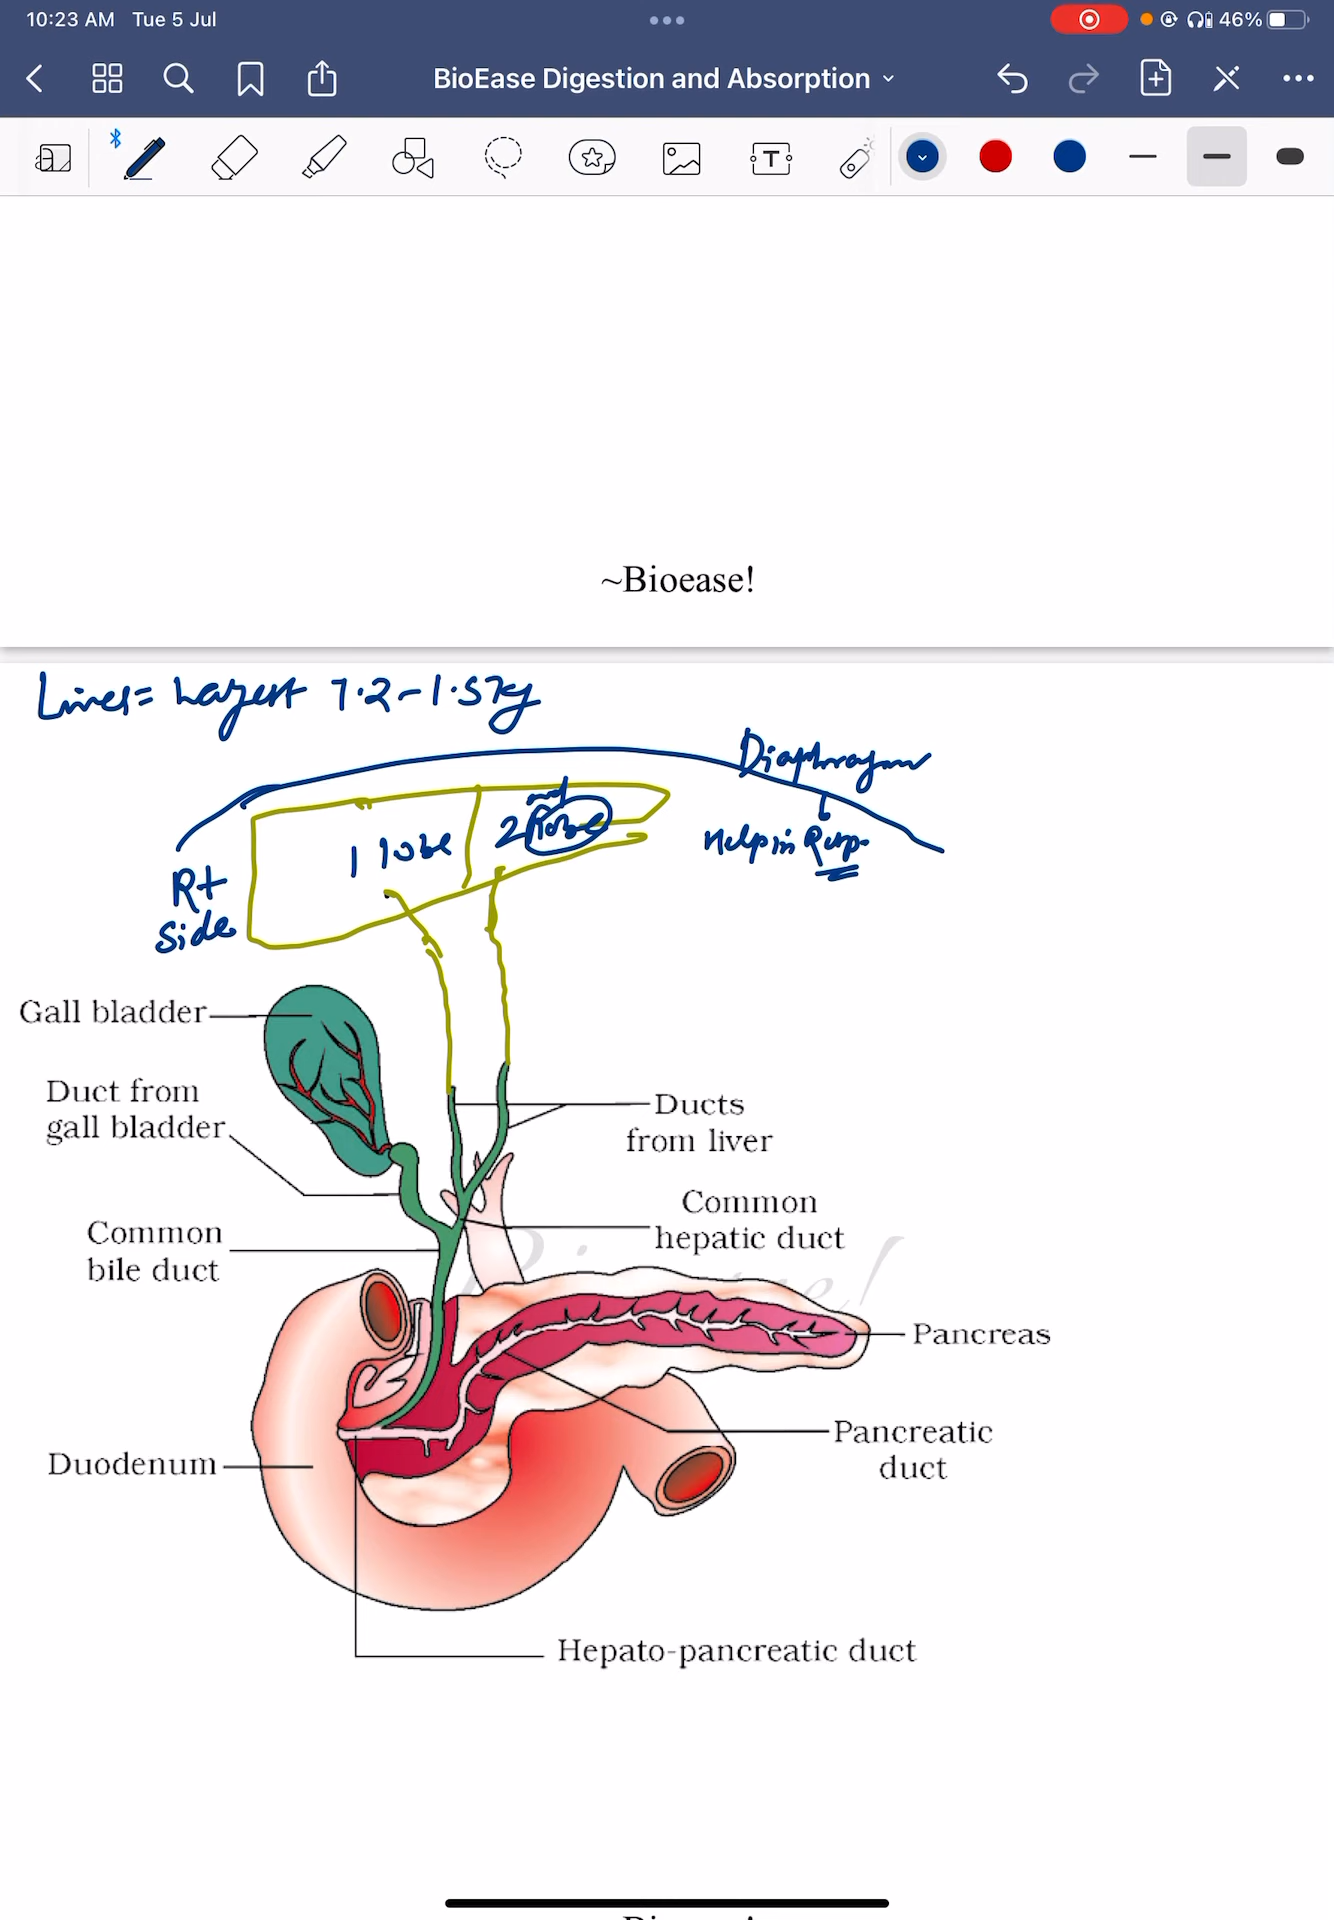 10:23 AM Tue 5 Jul
46%
BioEase Digestion and Absorption
T
~Bioease!
Liver = Largest 1.2-1.5 kg
Diaphragm
Help in Resp.
1 lobe
2nd lobe
Rt
side
Gall bladder
Duct from
gall bladder
Ducts
from liver
Common
hepatic duct
Common
bile duct
Pancreas
Pancreatic
duct
Duodenum
Hepato-pancreatic duct